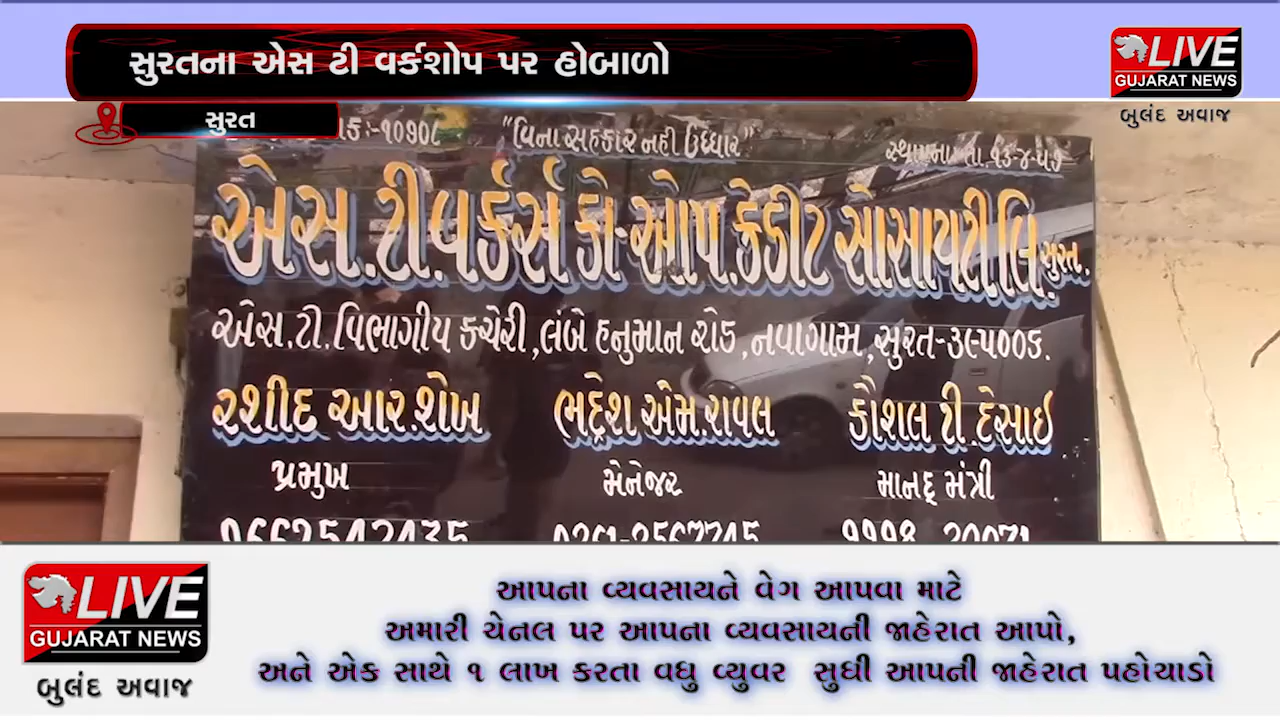 સુરતના એસ ટી વર્કશોપ પર હોબાળો
LIVE
GUJARAT NEWS
બુલંદ અવાજ
સુરત
"વિના સહકાર નહી ઉદ્ધાર"
એસ.ટી.વર્કર્સ કો-ઓપ.ક્રેડીટ સોસાયટી લિ. સુરત.
એસ.ટી.વિભાગીય કચેરી,લંબે હનુમાન રોડ,નવાગામ,સુરત-૩૯૫૦૦૬.
રશીદ આર.શેખ ભદ્રેશ એમ.રાવલ કૌશલ ટી.દેસાઇ
પ્રમુખ મેનેજર માનદ્ મંત્રી
LIVE
GUJARAT NEWS
બુલંદ અવાજ
આપના વ્યવસાયને વેગ આપવા માટે
અમારી ચેનલ પર આપના વ્યવસાયની જાહેરાત આપો,
અને એક સાથે ૧ લાખ કરતા વધુ વ્યુવર સુધી આપની જાહેરાત પહોચાડો